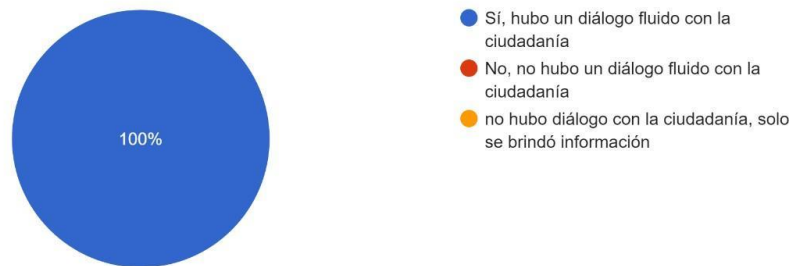 100%
Sí, hubo un diálogo fluido con la
ciudadanía
No, no hubo un diálogo fluido con la
ciudadanía
no hubo diálogo con la ciudadanía, solo
se brindó información